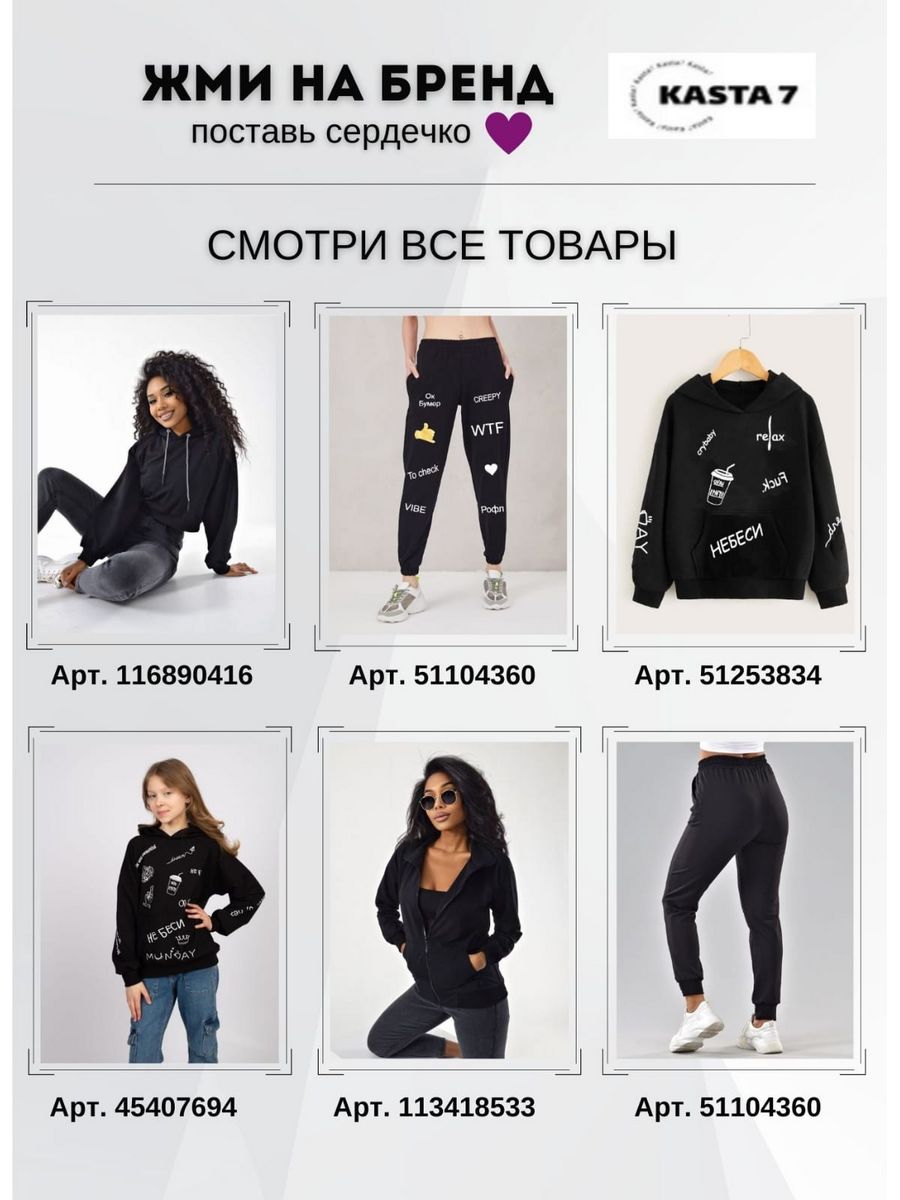 ЖМИ НА БРЕНД
поставь сердечко
KASTA 7
СМОТРИ ВСЕ ТОВАРЫ
Ок
Бумер
CREEPY
WTF
To check
VIBE
Рофл
crybaby
relax
Fuck.
НЕБЕСИ
Арт. 116890416
Арт. 51104360
Арт. 51253834
НЕ БЕСИ
MUNDAY
Арт. 45407694
Арт. 113418533
Арт. 51104360